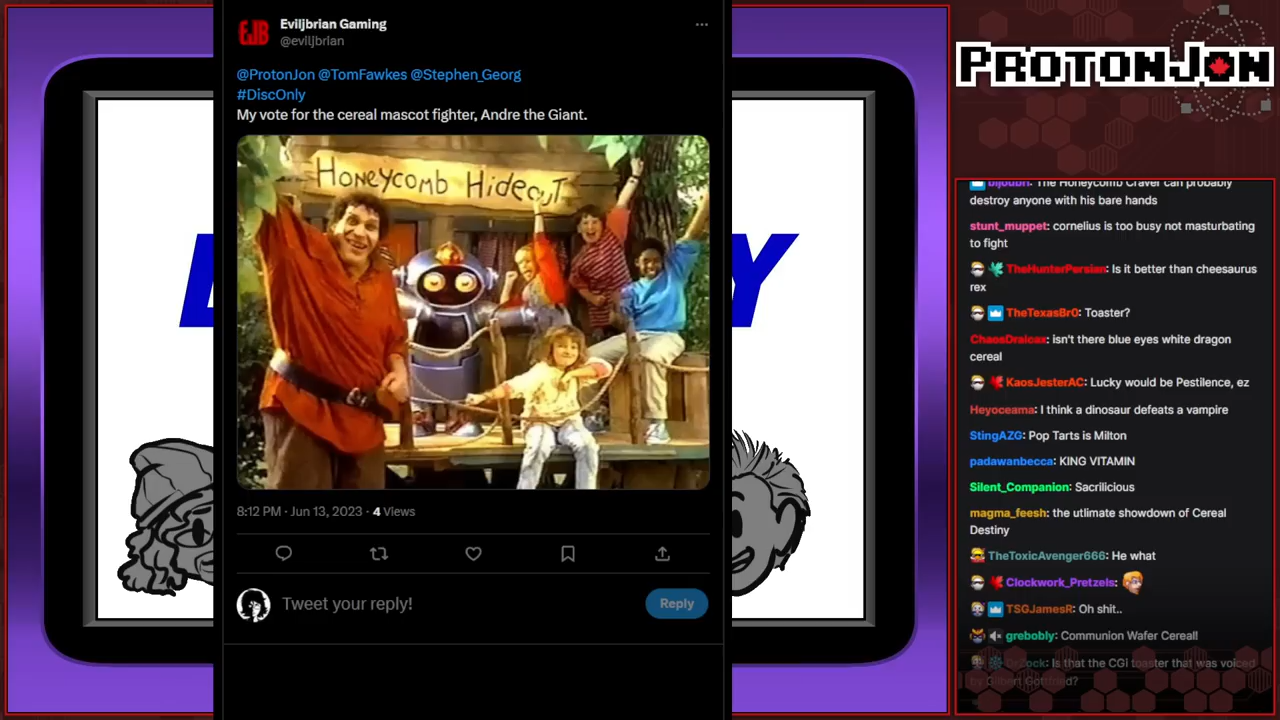 Eviljbrian Gaming
@eviljbrian
@ProtonJon @TomFawkes @Stephen_Georg
#DiscOnly
My vote for the cereal mascot fighter, Andre the Giant.
Honeycomb Hideout
8:12 PM · Jun 13, 2023 · 4 Views
Tweet your reply!
Reply
EJB
Y
PROTONJON
bijoubri: The Honeycomb Craver can probably
destroy anyone with his bare hands
stunt_muppet: cornelius is too busy not masturbating
to fight
TheHunterPersian: Is it better than cheesaurus
rex
TheTexasBr0: Toaster?
ChaosDraicax: isn't there blue eyes white dragon
cereal
KaosJesterAC: Lucky would be Pestilence, ez
Heyoceama: I think a dinosaur defeats a vampire
StingAZG: Pop Tarts is Milton
padawanbecca: KING VITAMIN
Silent_Companion: Sacrilicious
magma_feesh: the utlimate showdown of Cereal
Destiny
TheToxicAvenger666: He what
Clockwork_Pretzels:
TSGJamesR: Oh shit..
grebobly: Communion Wafer Cereal!
Is that the CGI toaster that was voiced
by Gilbert Gottfried?